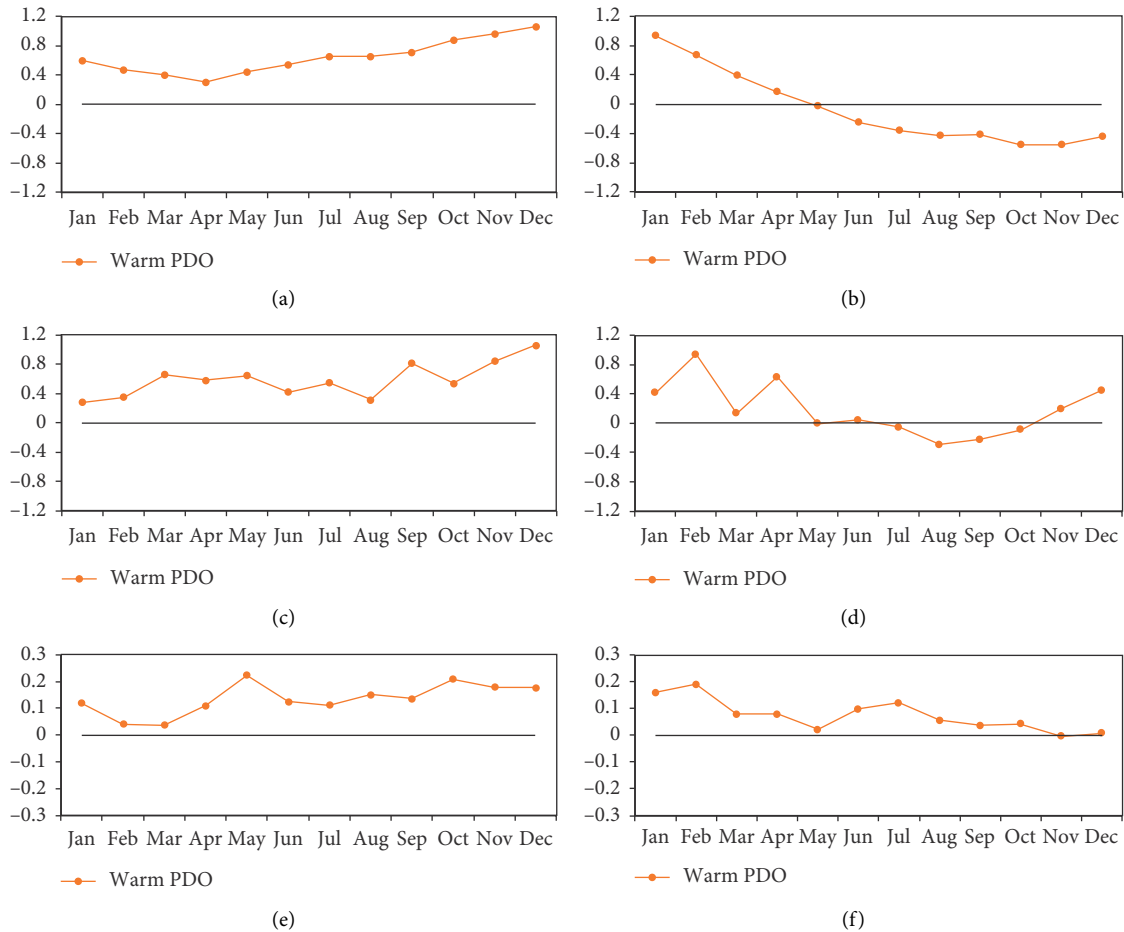 1.2
0.8
0.4
0
–0.4
–0.8
–1.2
Jan Feb Mar Apr May Jun Jul Aug Sep Oct Nov Dec
Warm PDO
(a)
1.2
0.8
0.4
0
–0.4
–0.8
–1.2
Jan Feb Mar Apr May Jun Jul Aug Sep Oct Nov Dec
Warm PDO
(b)
1.2
0.8
0.4
0
–0.4
–0.8
–1.2
Jan Feb Mar Apr May Jun Jul Aug Sep Oct Nov Dec
Warm PDO
(c)
1.2
0.8
0.4
0
–0.4
–0.8
–1.2
Jan Feb Mar Apr May Jun Jul Aug Sep Oct Nov Dec
Warm PDO
(d)
0.3
0.2
0.1
0
–0.1
–0.2
–0.3
Jan Feb Mar Apr May Jun Jul Aug Sep Oct Nov Dec
Warm PDO
(e)
0.3
0.2
0.1
0
–0.1
–0.2
–0.3
Jan Feb Mar Apr May Jun Jul Aug Sep Oct Nov Dec
Warm PDO
(f)